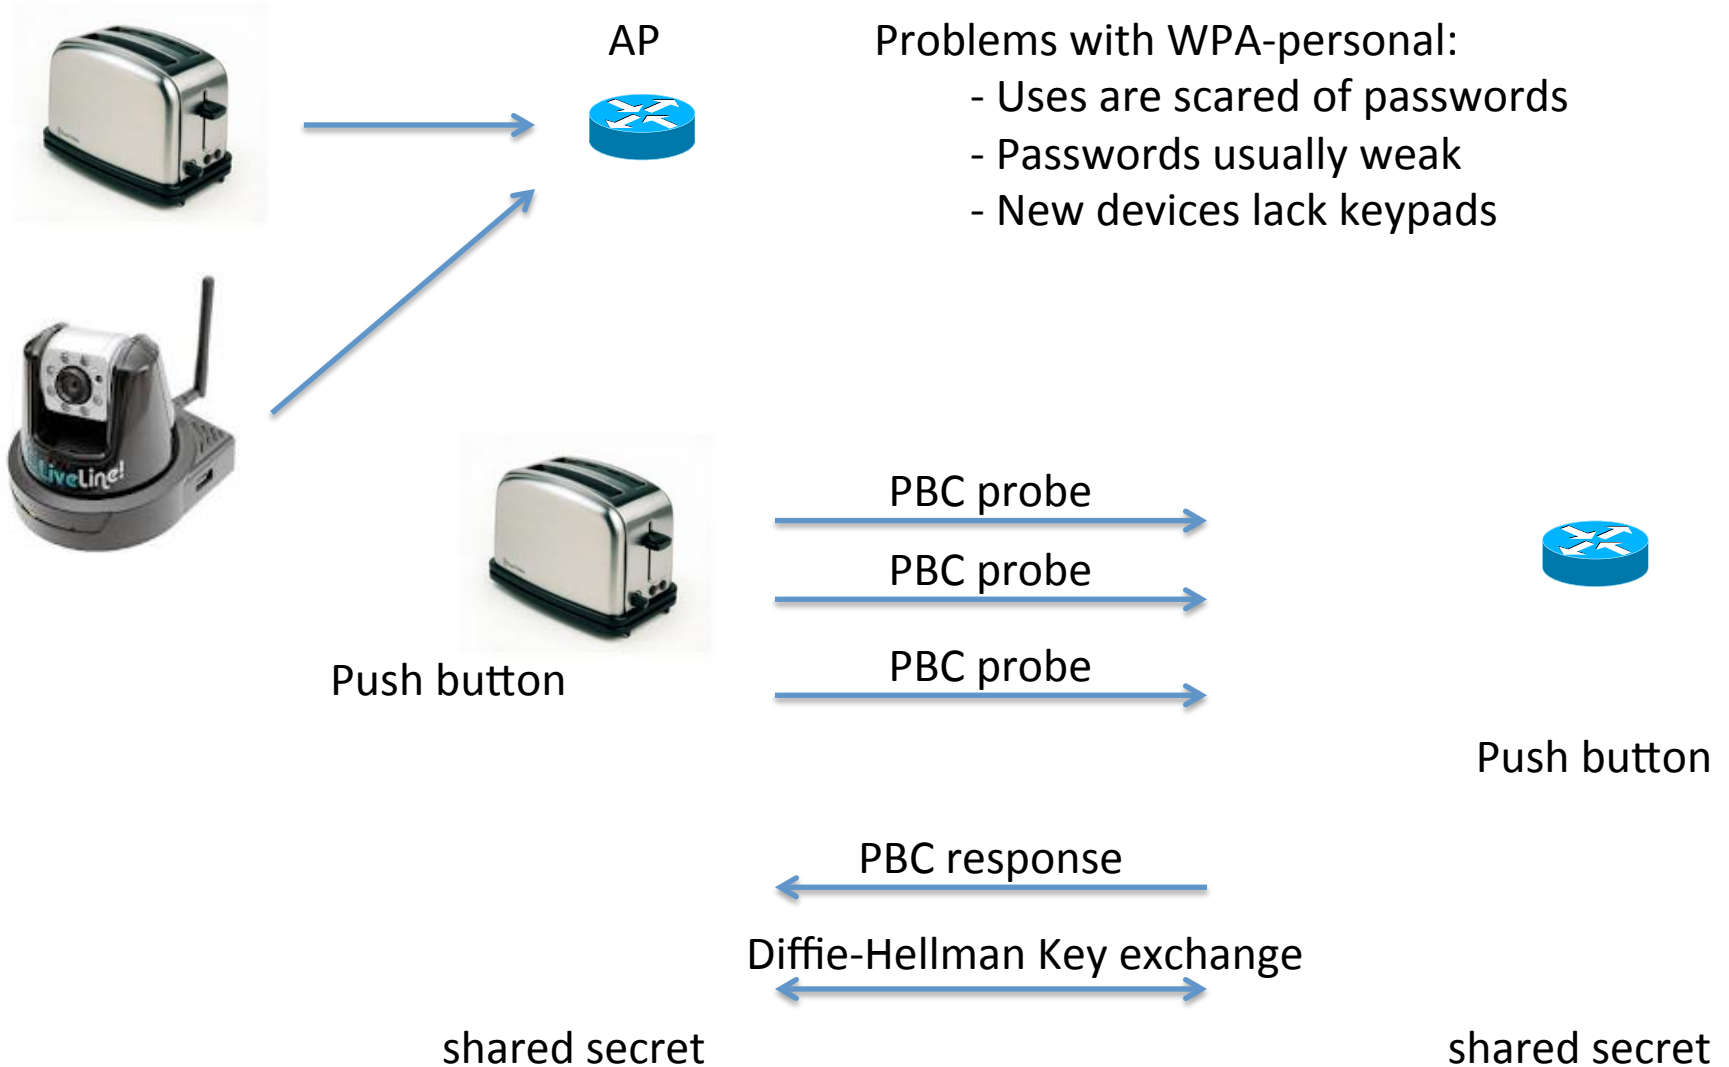 AP
Problems with WPA-personal:
- Uses are scared of passwords
- Passwords usually weak
- New devices lack keypads
LiveLine!
PBC probe
PBC probe
PBC probe
Push button
Push button
PBC response
Diffie-Hellman Key exchange
shared secret
shared secret